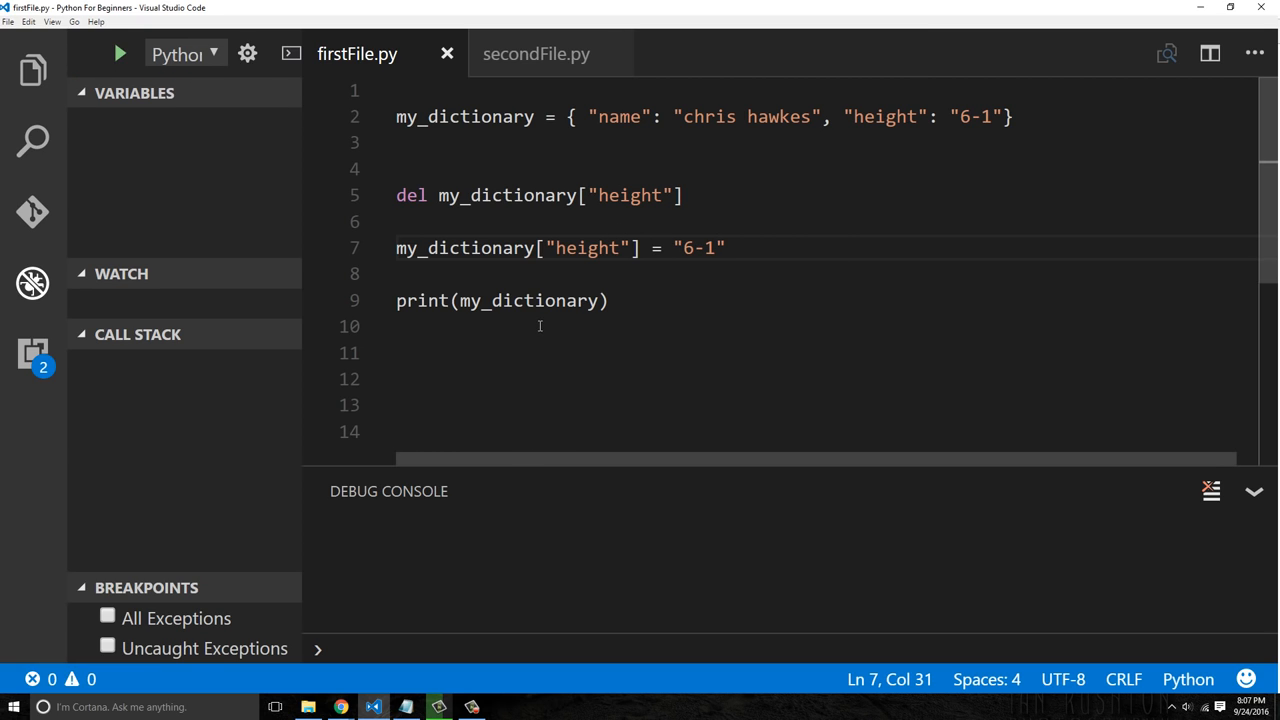 firstFile.py - Python For Beginners - Visual Studio Code
File Edit View Go Help
Python
firstFile.py
secondFile.py
VARIABLES
WATCH
CALL STACK
2
BREAKPOINTS
All Exceptions
Uncaught Exceptions
1
2 my_dictionary = { "name": "chris hawkes", "height": "6-1"}
3
4
5 del my_dictionary["height"]
6
7 my_dictionary["height"] = "6-1"
8
9 print(my_dictionary)
10
11
12
13
14
DEBUG CONSOLE
0 0 Ln 7, Col 31 Spaces: 4 UTF-8 CRLF Python
I'm Cortana. Ask me anything.
8:07 PM
9/24/2016